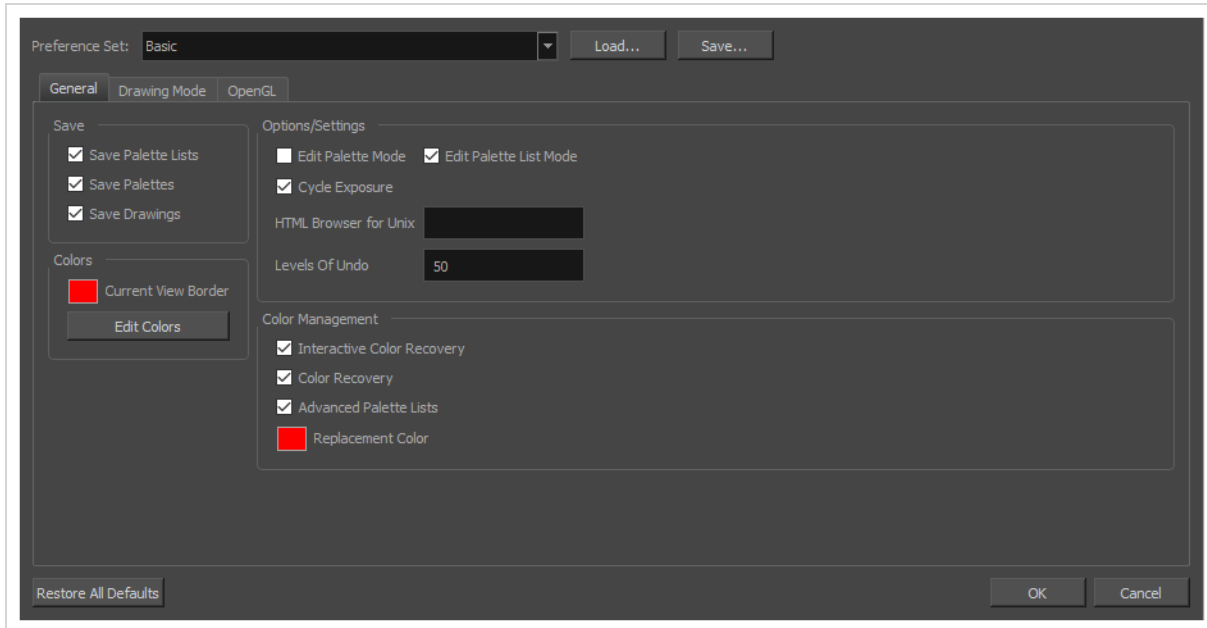 Preference Set: Basic Load... Save...
General Drawing Mode OpenGL
Save
Save Palette Lists
Save Palettes
Save Drawings
Colors
Current View Border
Edit Colors
Options/Settings
Edit Palette Mode Edit Palette List Mode
Cycle Exposure
HTML Browser for Unix
Levels Of Undo 50
Color Management
Interactive Color Recovery
Color Recovery
Advanced Palette Lists
Replacement Color
Restore All Defaults OK Cancel